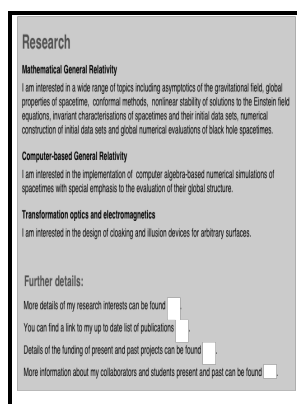 Research
Mathematical General Relativity
I am interested in a wide range of topics including asymptotics of the gravitational field, global
properties of spacetime, conformal methods, nonlinear stability of solutions to the Einstein field
equations, invariant characterisations of spacetimes and their initial data sets, numerical
construction of initial data sets and global numerical evaluations of black hole spacetimes.
Computer-based General Relativity
I am interested in the implementation of computer algebra-based numerical simulations of
spacetimes with special emphasis to the evaluation of their global structure.
Transformation optics and electromagnetics
I am interested in the design of cloaking and illusion devices for arbitrary surfaces.
Further details:
More details of my research interests can be found .
You can find a link to my up to date list of publications .
Details of the funding of present and past projects can be found .
More information about my collaborators and students present and past can be found .